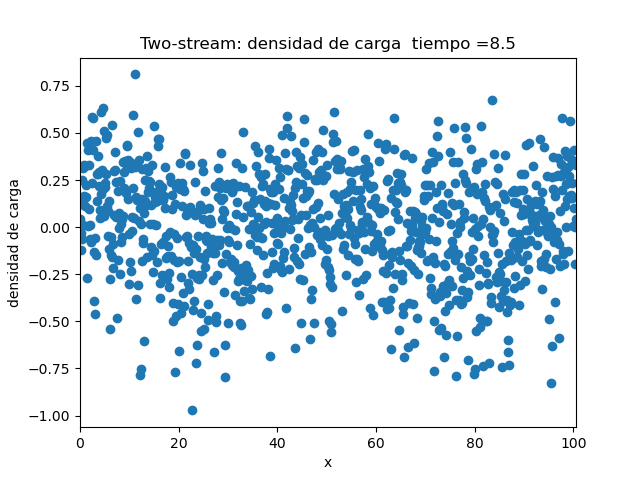 Two-stream: densidad de carga  tiempo =8.5
densidad de carga
0.75
0.50
0.25
0.00
−0.25
−0.50
−0.75
−1.00
0 20 40 60 80 100
x